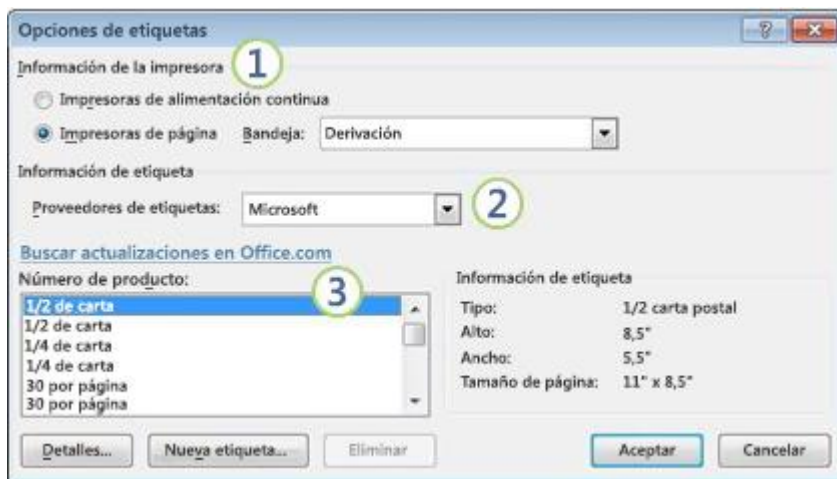 Opciones de etiquetas
Información de la impresora 1
Impresoras de alimentación continua
Impresoras de página Bandeja: Derivación
Información de etiqueta
Proveedores de etiquetas: Microsoft 2
Buscar actualizaciones en Office.com
Número de producto: 3
1/2 de carta
1/2 de carta
1/4 de carta
1/4 de carta
30 por página
30 por página
Información de etiqueta
Tipo: 1/2 carta postal
Alto: 8,5"
Ancho: 5,5"
Tamaño de página: 11" x 8,5"
Detalles... Nueva etiqueta... Eliminar Aceptar Cancelar